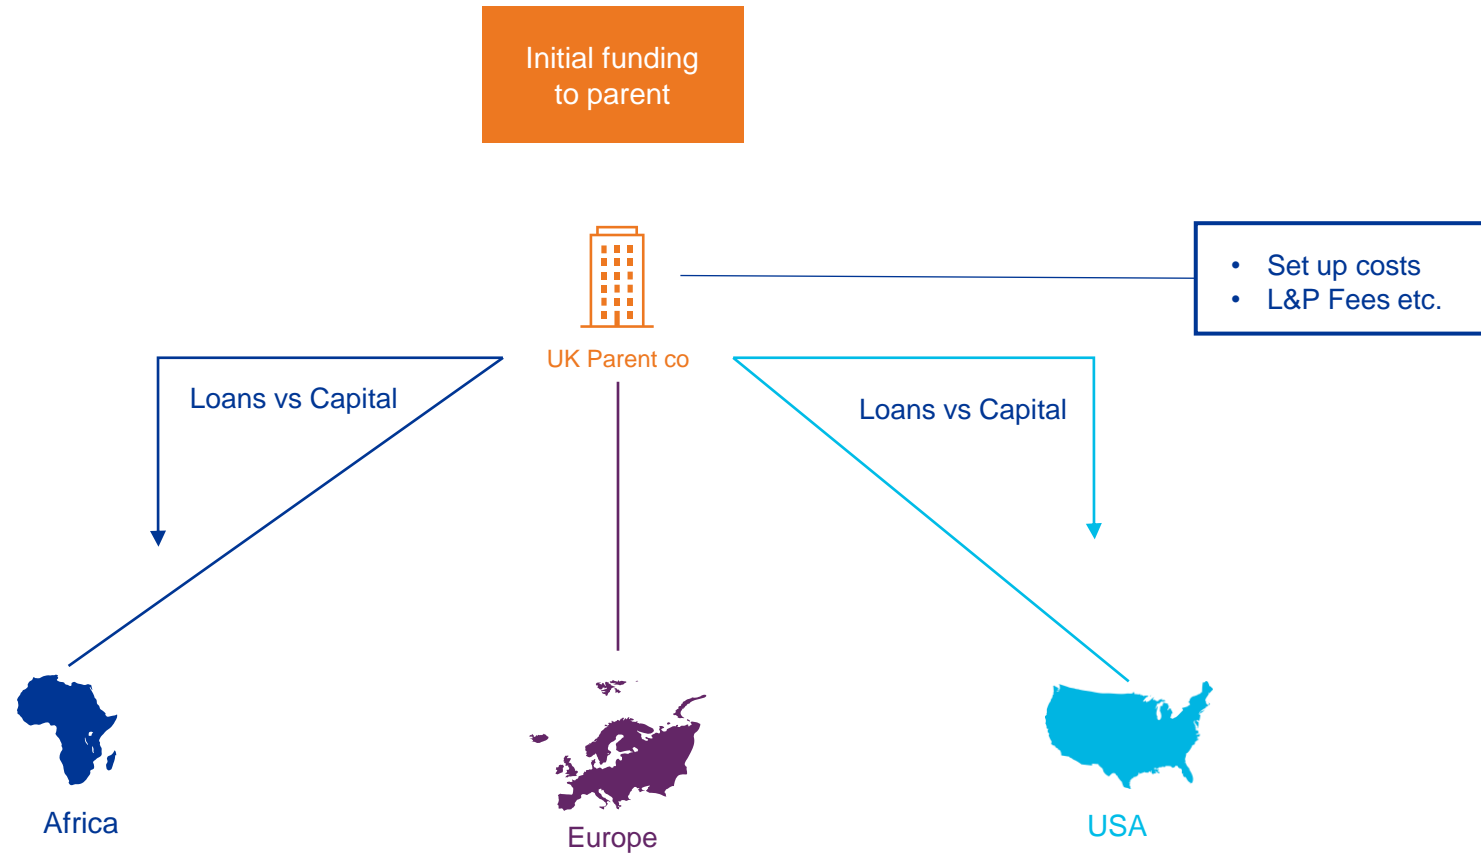 Initial funding
to parent
• Set up costs
• L&P Fees etc.
UK Parent co
Loans vs Capital
Loans vs Capital
Africa
Europe
USA